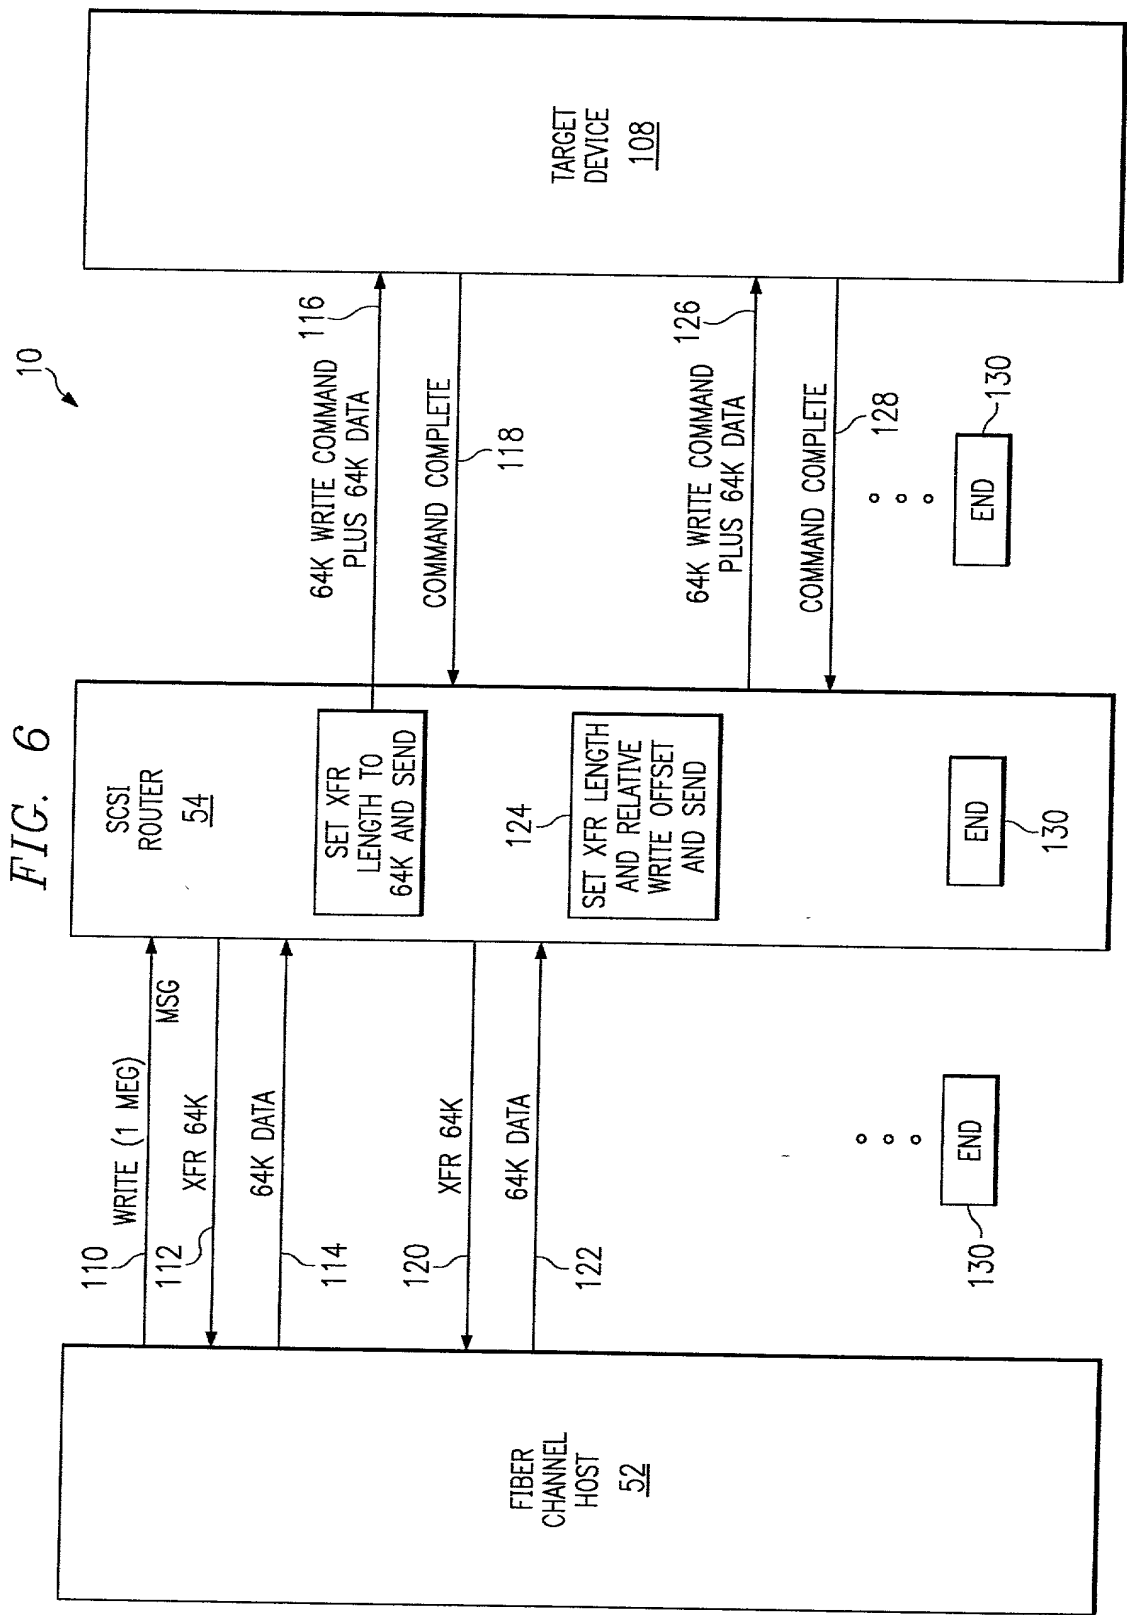 FIG. 6
10
FIBER
CHANNEL
HOST
52
SCSI
ROUTER
54
TARGET
DEVICE
108
110
WRITE (1 MEG)
MSG
112
XFR 64K
114
64K DATA
SET XFR
LENGTH TO
64K AND SEND
64K WRITE COMMAND
PLUS 64K DATA
116
COMMAND COMPLETE
118
120
XFR 64K
122
64K DATA
124
SET XFR LENGTH
AND RELATIVE
WRITE OFFSET
AND SEND
64K WRITE COMMAND
PLUS 64K DATA
126
COMMAND COMPLETE
128
END
130
END
130
END
130